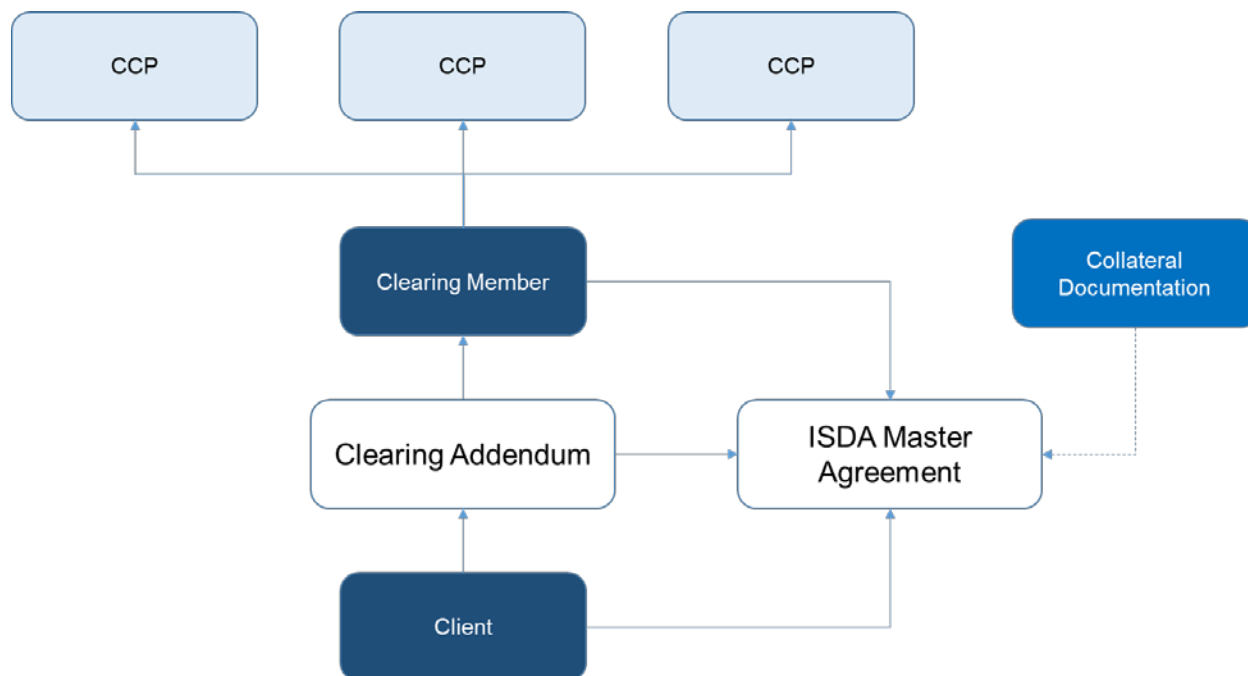 CCP
CCP
CCP
Clearing Member
Collateral
Documentation
Clearing Addendum
ISDA Master
Agreement
Client